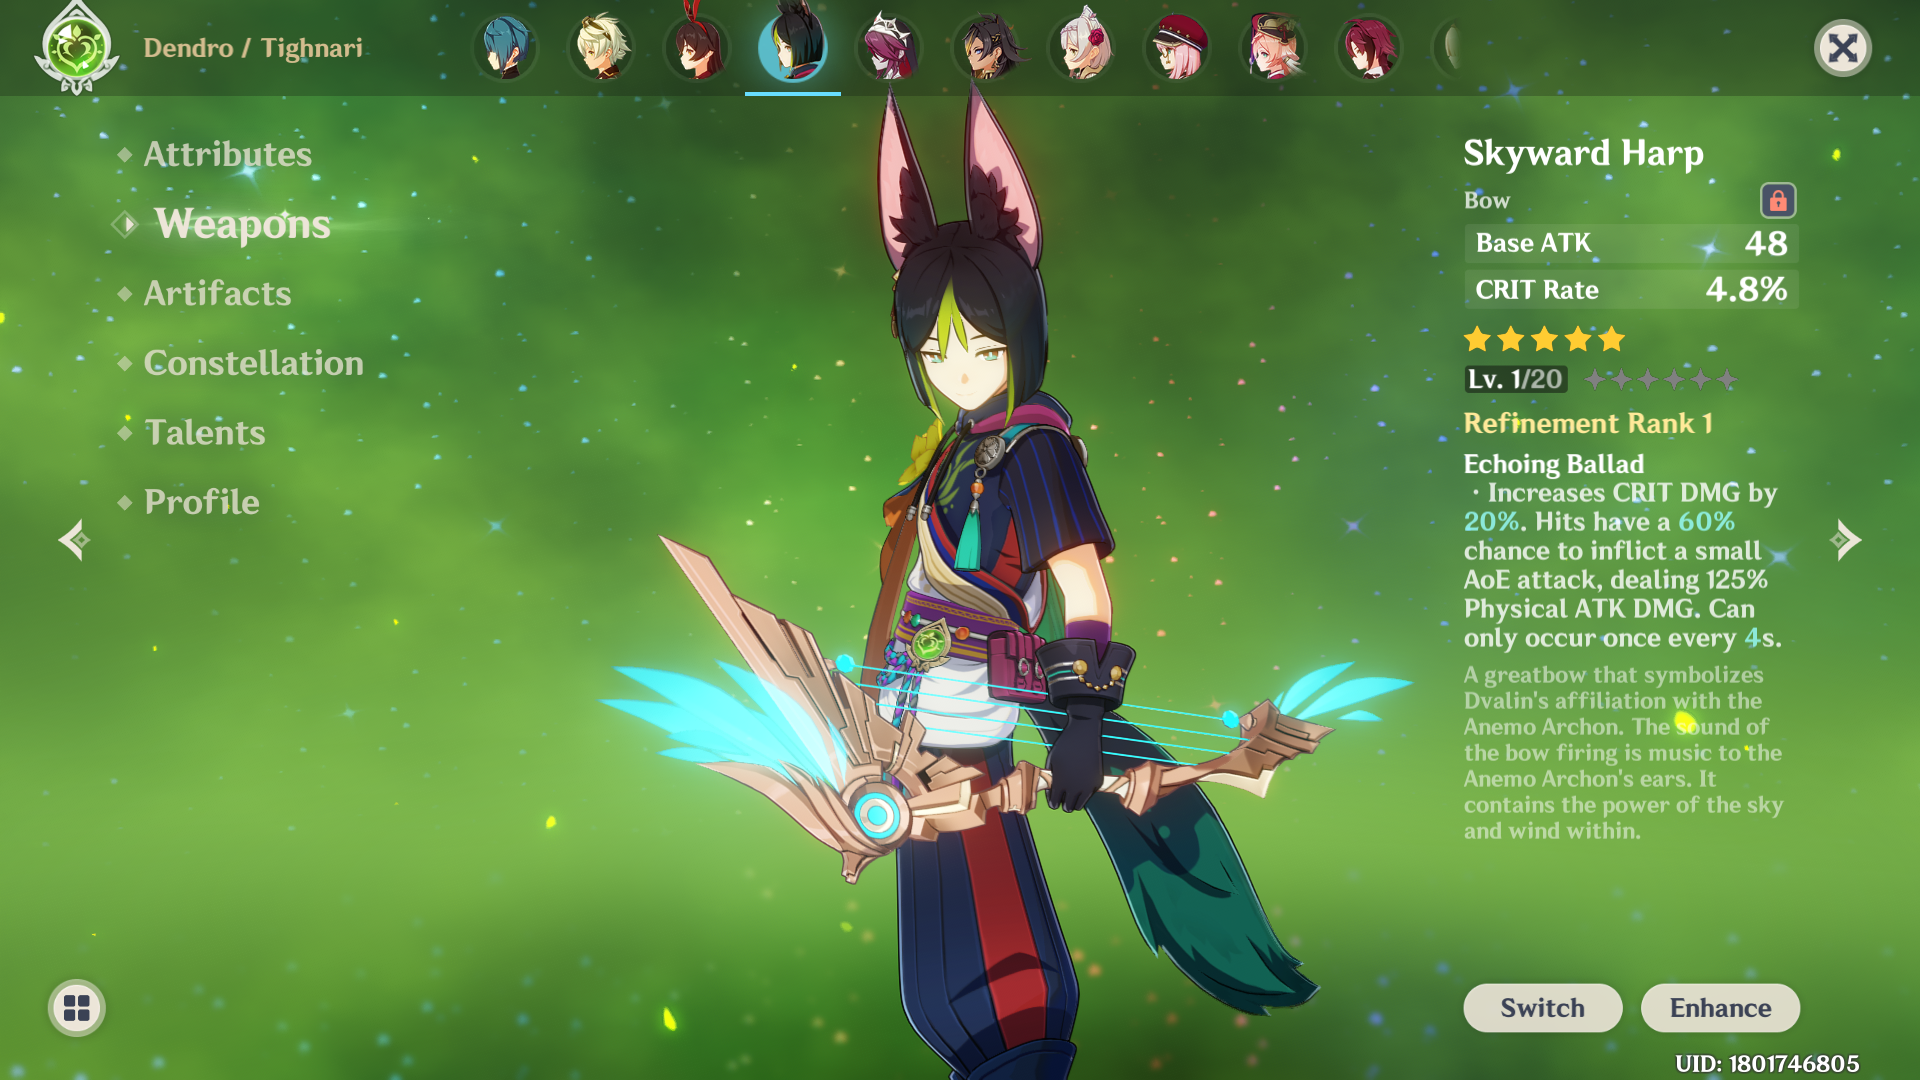 Dendro / Tighnari
Attributes
Weapons
Artifacts
Constellation
Talents
Profile
Skyward Harp
Bow
Base ATK 48
CRIT Rate 4.8%
Lv. 1/20
Refinement Rank 1
Echoing Ballad
· Increases CRIT DMG by
20%. Hits have a 60%
chance to inflict a small
AoE attack, dealing 125%
Physical ATK DMG. Can
only occur once every 4s.
A greatbow that symbolizes
Dvalin's affiliation with the
Anemo Archon. The sound of
the bow firing is music to the
Anemo Archon's ears. It
contains the power of the sky
and wind within.
Switch
Enhance
UID: 1801746805